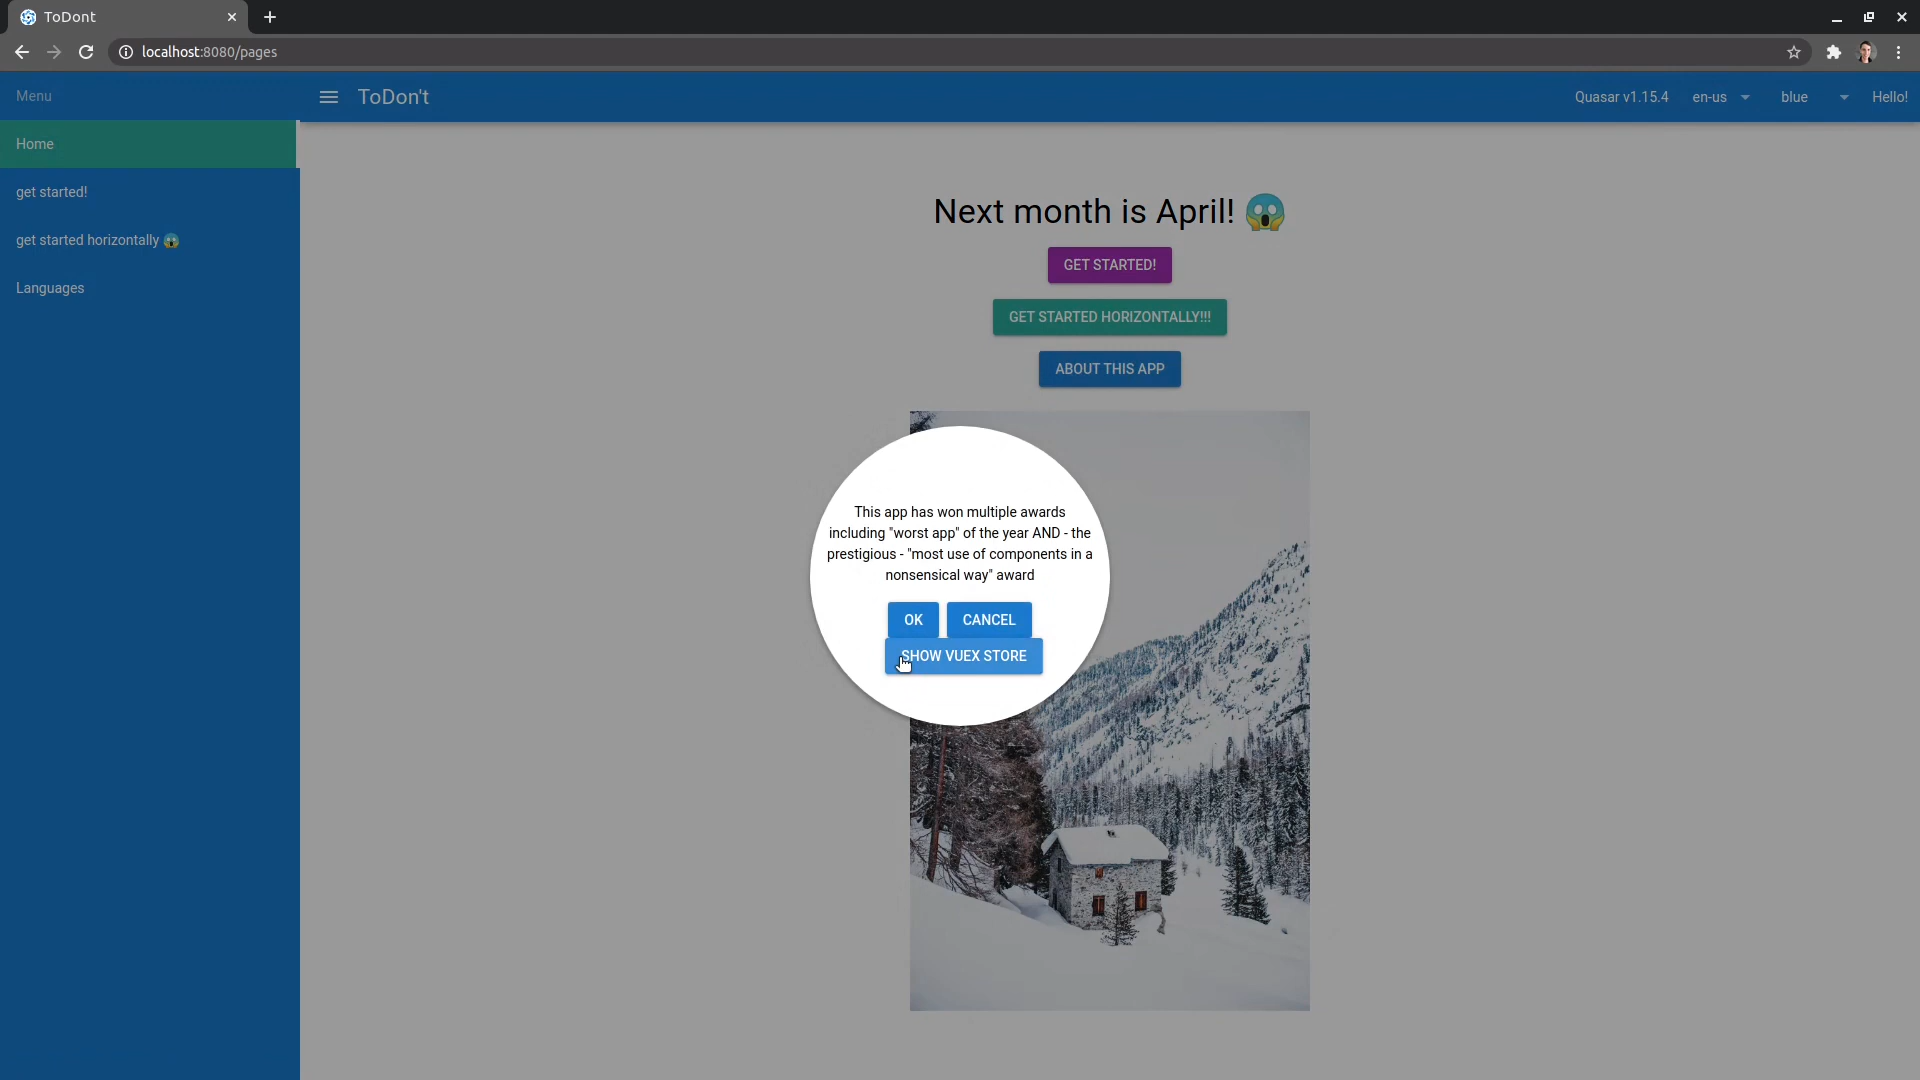 ToDont
localhost:8080/pages
Menu
ToDon't
Quasar v1.15.4
en-us
blue
Hello!
Home
get started!
get started horizontally 😱
Languages
Next month is April! 😱
GET STARTED!
GET STARTED HORIZONTALLY!!!
ABOUT THIS APP
This app has won multiple awards
including "worst app" of the year AND - the
prestigious - "most use of components in a
nonsensical way" award
OK
CANCEL
SHOW VUEX STORE